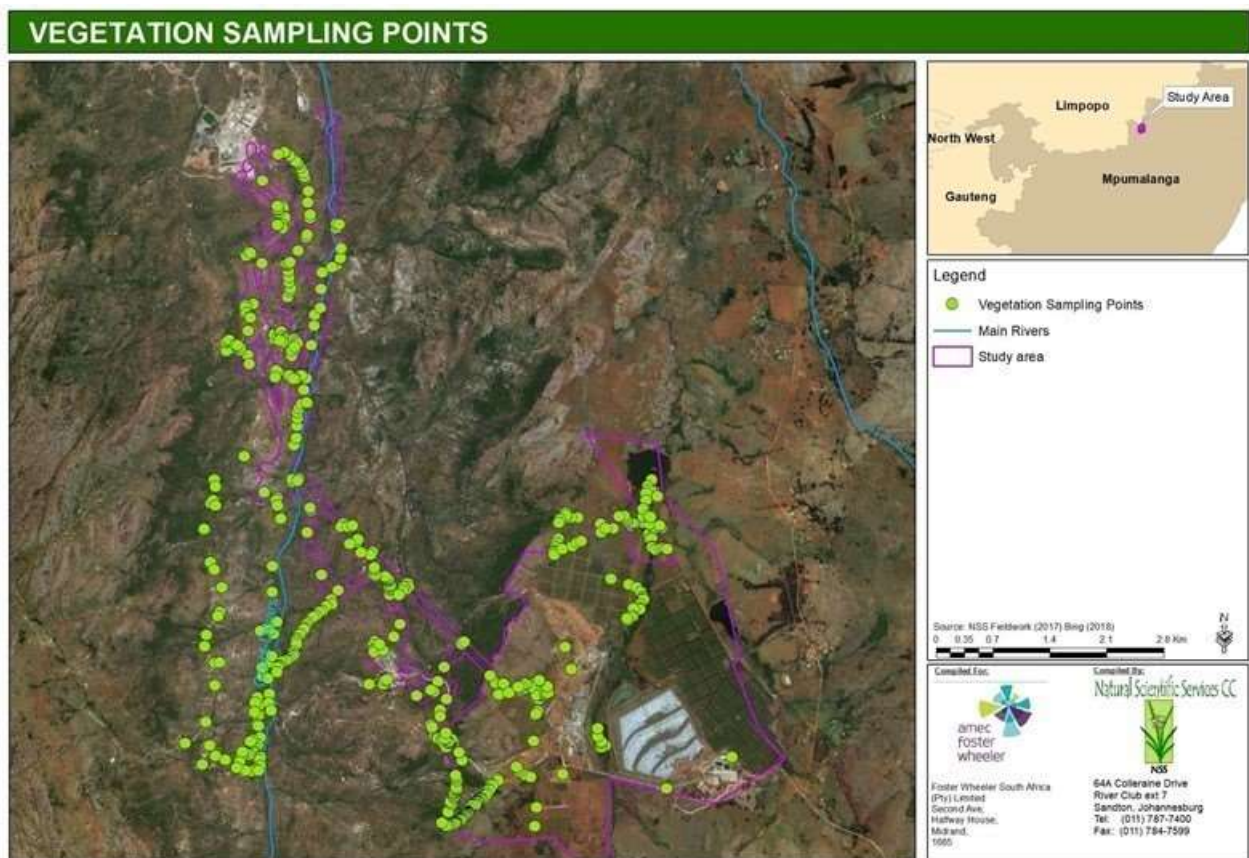 VEGETATION SAMPLING POINTS
Study Area
Limpopo
North West
Mpumalanga
Gauteng
Legend
Vegetation Sampling Points
Main Rivers
Study area
Source: NSS Fieldwork (2017) Bing (2018)
N
0 0.35 0.7 1.4 2.1 2.8 Km
Compiled For:
amec
foster
wheeler
Foster Wheeler South Africa
(Pty) Limited
Second Ave,
Halfway House,
Midrand,
1685
Compiled By:
Natural Scientific Services CC
NSS
64A Colleraine Drive
River Club ext 7
Sandton, Johannesburg
Tel: (011) 787-7400
Fax: (011) 784-7599